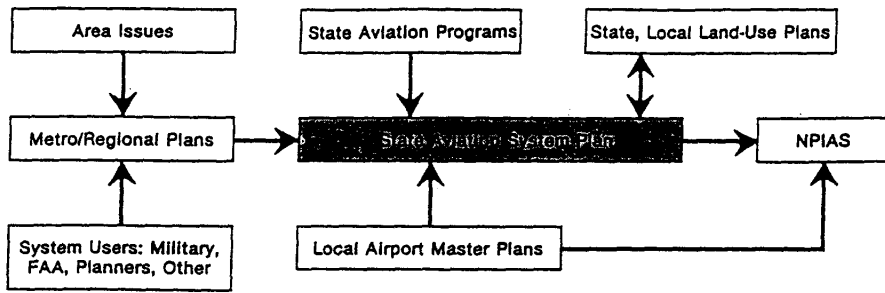 Area Issues
State Aviation Programs
State, Local Land-Use Plans
Metro/Regional Plans
State Aviation System Plan
NPIAS
System Users: Military,
FAA, Planners, Other
Local Airport Master Plans